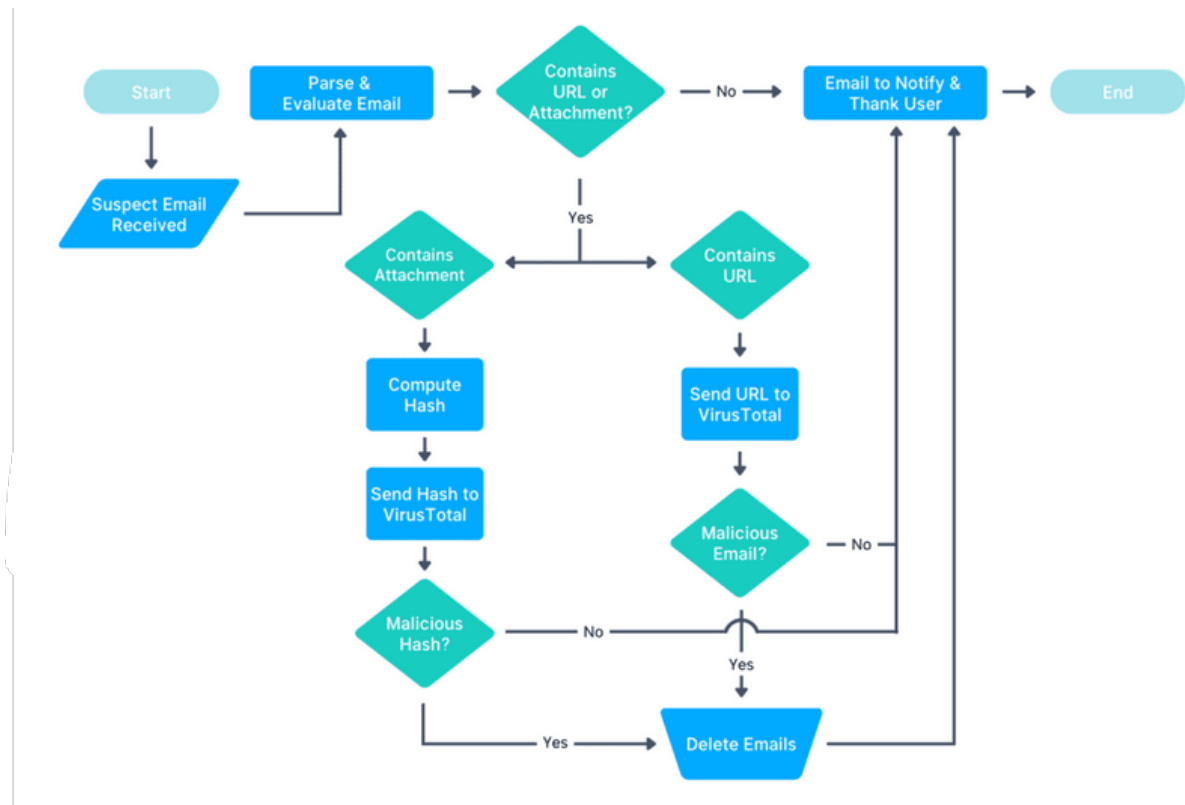 Start
Parse &
Evaluate Email
Contains
URL or
Attachment?
No
Email to Notify &
Thank User
End
Suspect Email
Received
Yes
Contains
Attachment
Contains
URL
Compute
Hash
Send URL to
VirusTotal
Send Hash to
VirusTotal
Malicious
Email?
No
Malicious
Hash?
No
Yes
Yes
Delete Emails